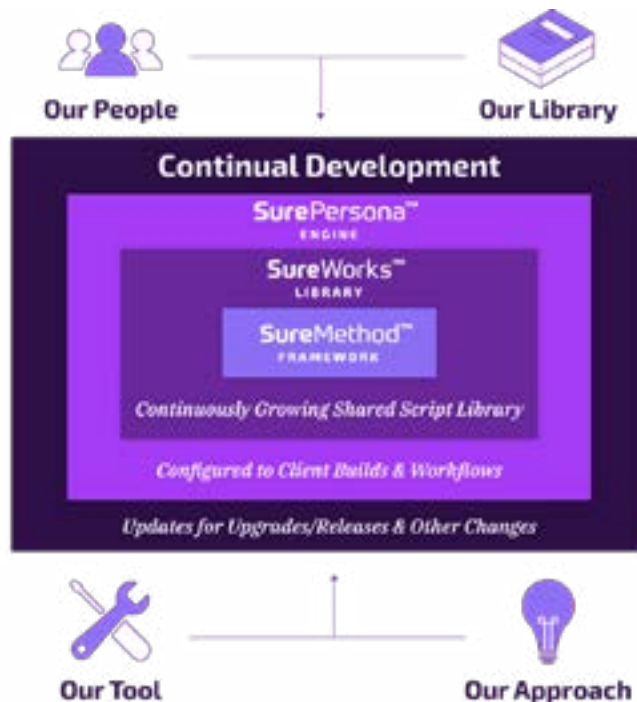 Our People
Our Library
Continual Development
SurePersona™
ENGINE
SureWorks™
LIBRARY
SureMethod™
FRAMEWORK
Continuously Growing Shared Script Library
Configured to Client Builds & Workflows
Updates for Upgrades/Releases & Other Changes
Our Tool
Our Approach